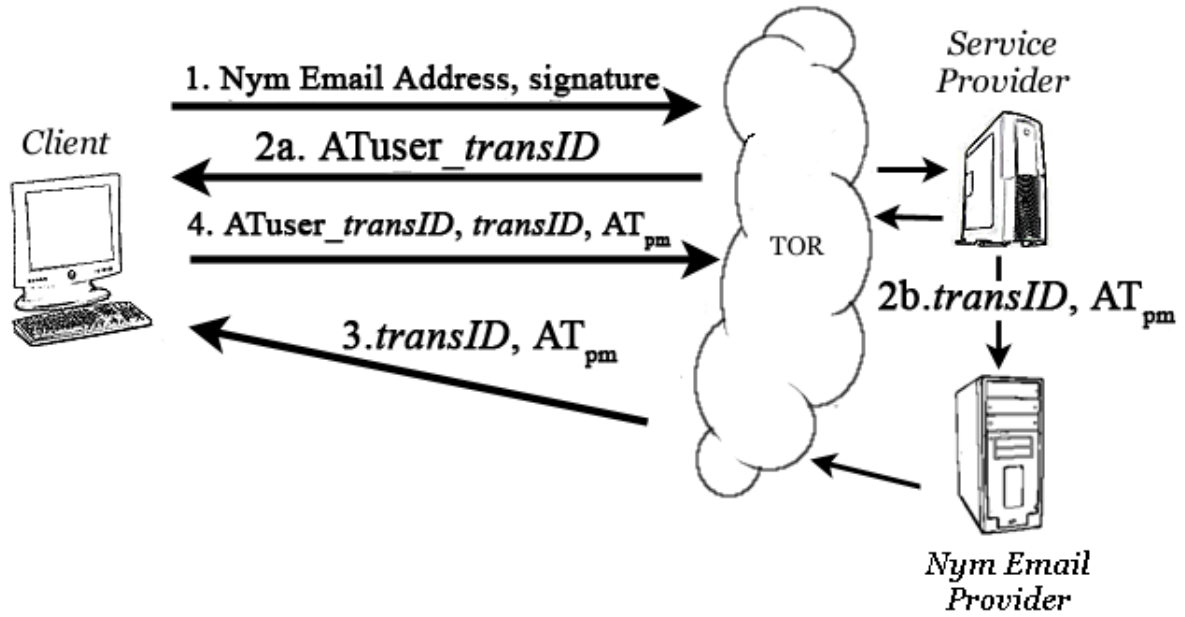 Service
Provider
1. Nym Email Address, signature
Client
2a. ATuser_transID
4. ATuser_transID, transID, ATpm
TOR
2b.transID, ATpm
3.transID, ATpm
Nym Email
Provider